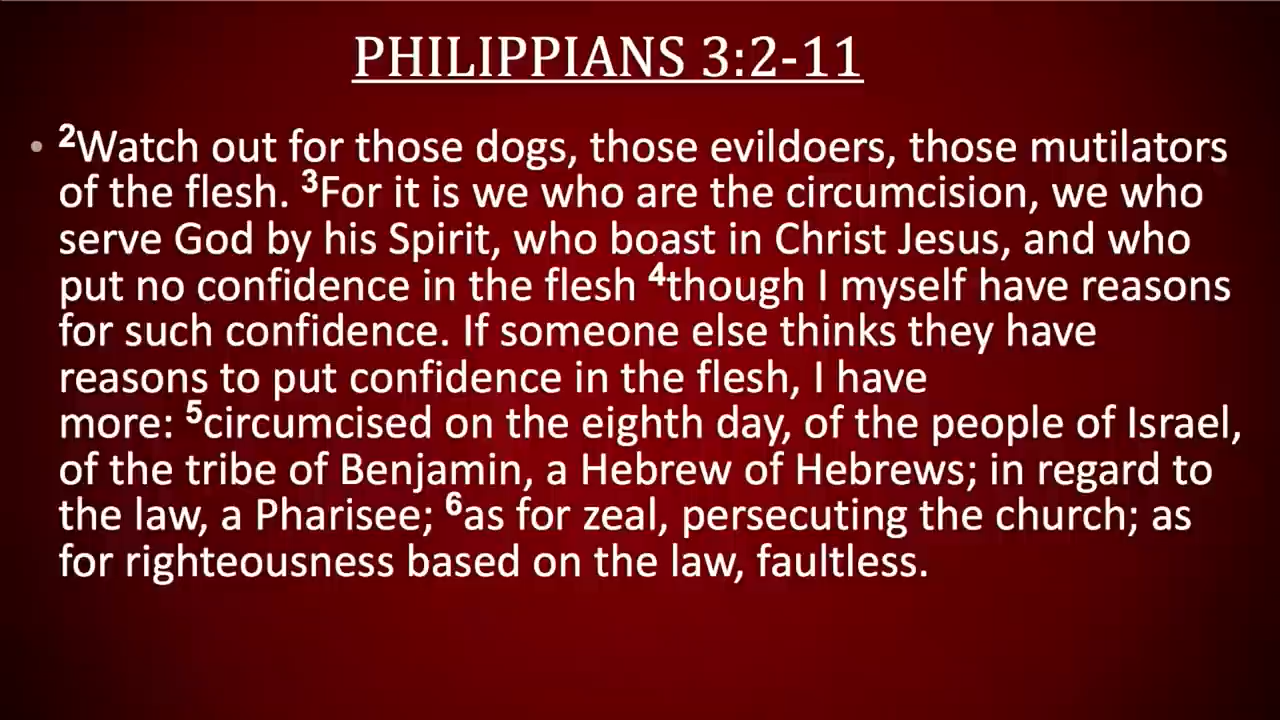 PHILIPPIANS 3:2-11
• ²Watch out for those dogs, those evildoers, those mutilators
of the flesh. ³For it is we who are the circumcision, we who
serve God by his Spirit, who boast in Christ Jesus, and who
put no confidence in the flesh ⁴though I myself have reasons
for such confidence. If someone else thinks they have
reasons to put confidence in the flesh, I have
more: ⁵circumcised on the eighth day, of the people of Israel,
of the tribe of Benjamin, a Hebrew of Hebrews; in regard to
the law, a Pharisee; ⁶as for zeal, persecuting the church; as
for righteousness based on the law, faultless.